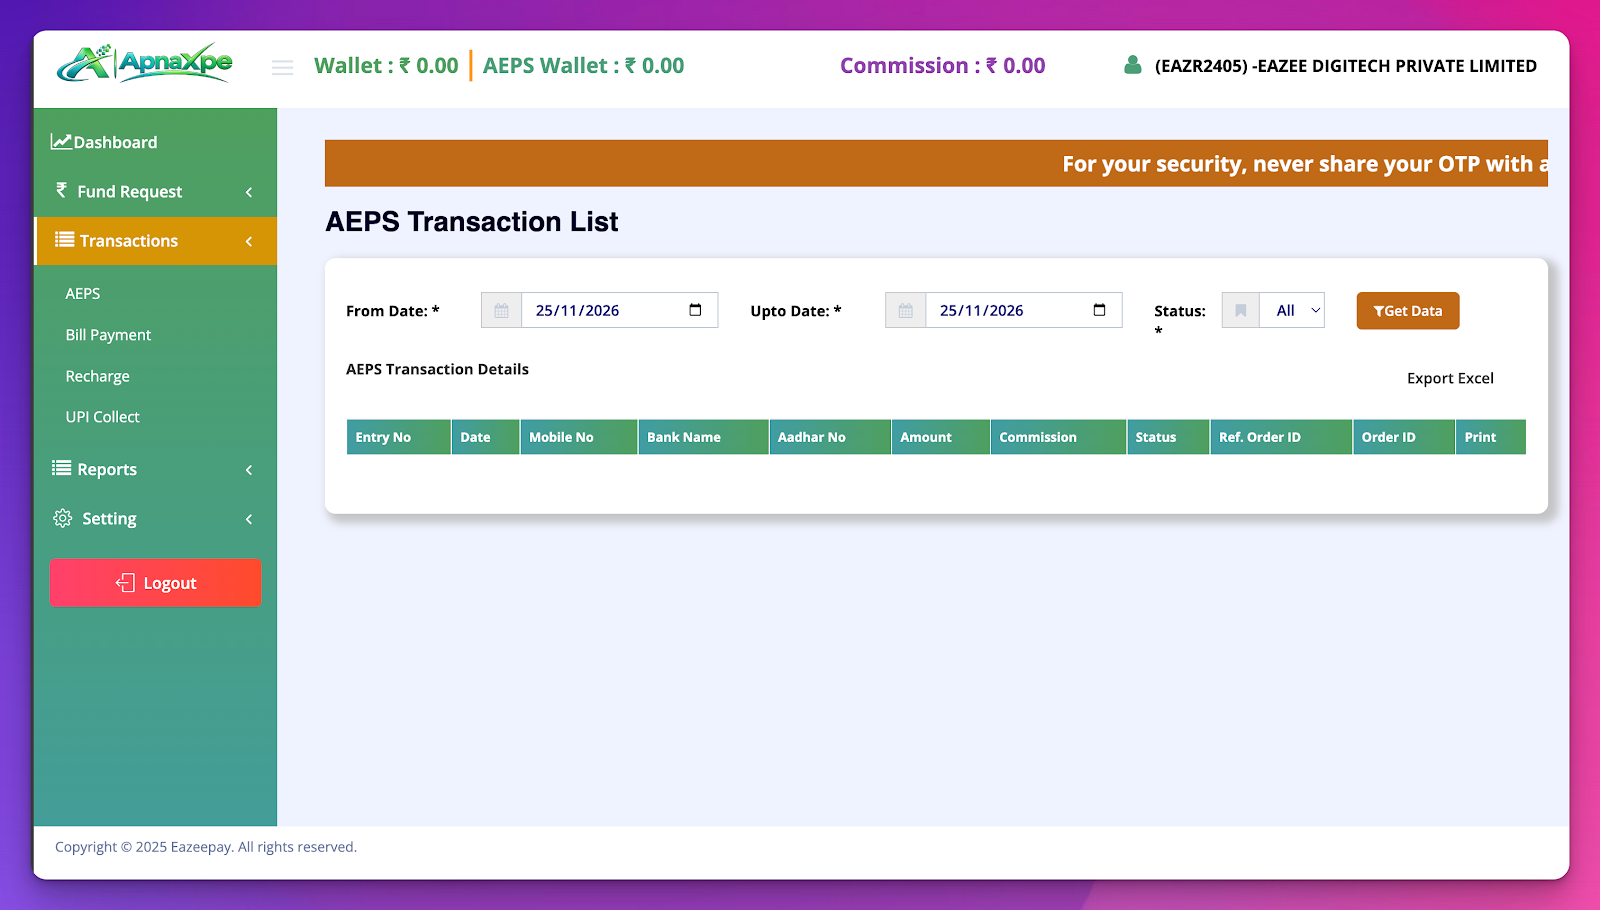 ApnaXpe
Wallet : ₹ 0.00 AEPS Wallet : ₹ 0.00 Commission : ₹ 0.00 (EAZR2405) -EAZEE DIGITECH PRIVATE LIMITED
Dashboard
Fund Request
Transactions
AEPS
Bill Payment
Recharge
UPI Collect
Reports
Setting
Logout
For your security, never share your OTP with a
AEPS Transaction List
From Date: * 25/11/2026 Upto Date: * 25/11/2026 Status: * All Get Data
AEPS Transaction Details
Export Excel
Entry No Date Mobile No Bank Name Aadhar No Amount Commission Status Ref. Order ID Order ID Print
Copyright © 2025 Eazeepay. All rights reserved.